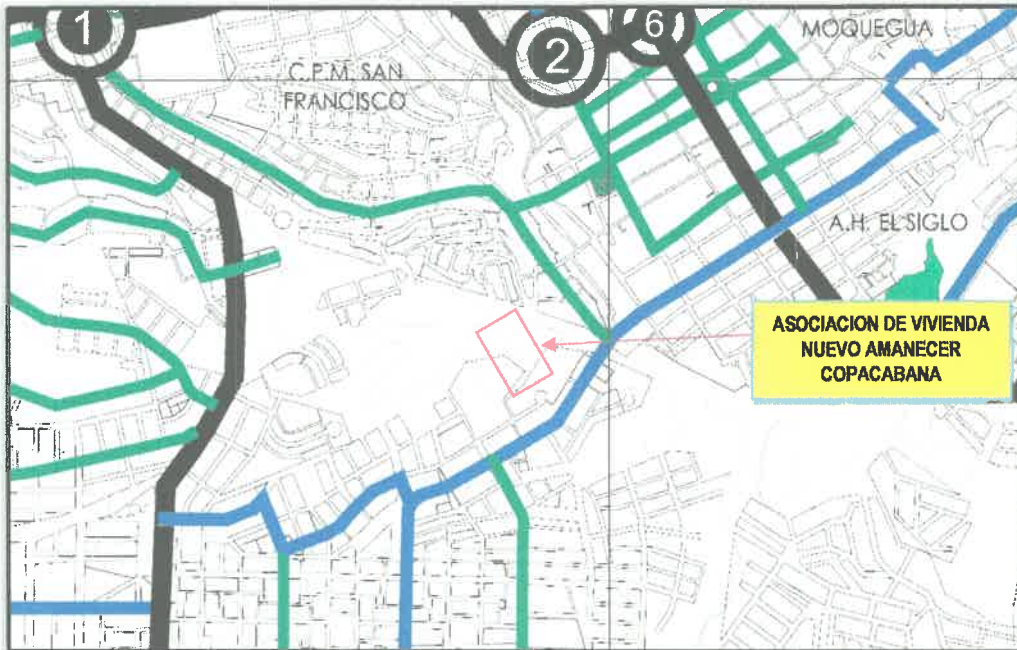 1
2
6
MOQUEGUA
C.P.M. SAN
FRANCISCO
A.H. EL SIGLO
ASOCIACION DE VIVIENDA
NUEVO AMANECER
COPACABANA